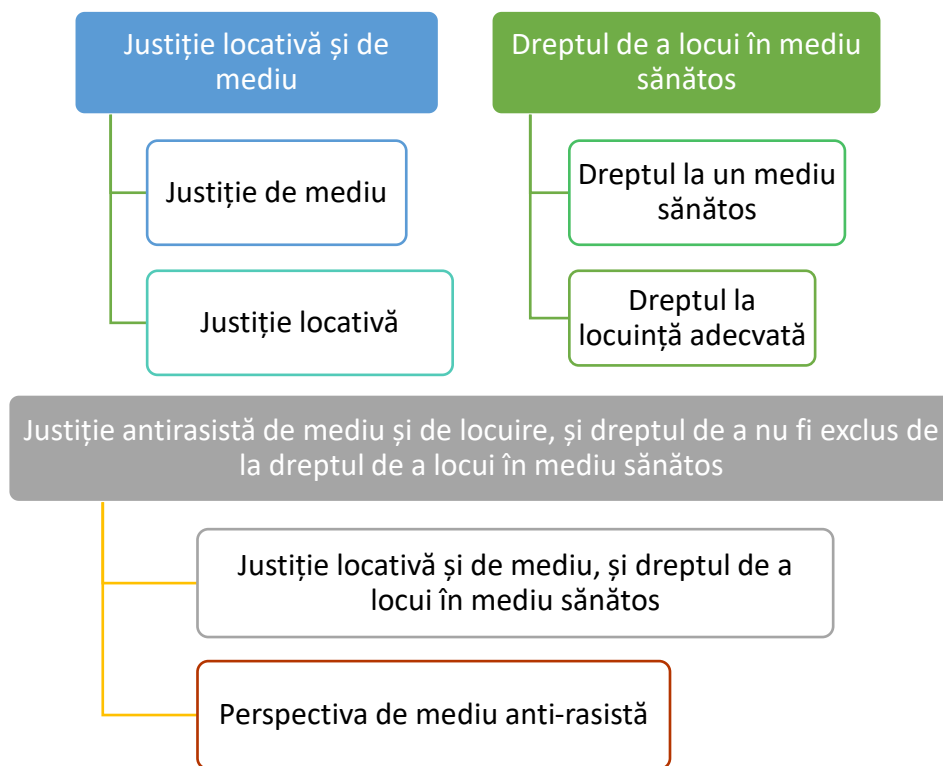 Justiție locativă și de
mediu
Justiție de mediu
Justiție locativă
Dreptul de a locui în mediu
sănătos
Dreptul la un mediu
sănătos
Dreptul la
locuință adecvată
Justiție antirasistă de mediu și de locuire, și dreptul de a nu fi exclus de
la dreptul de a locui în mediu sănătos
Justiție locativă și de mediu, și dreptul de a
locui în mediu sănătos
Perspectiva de mediu anti-rasistă